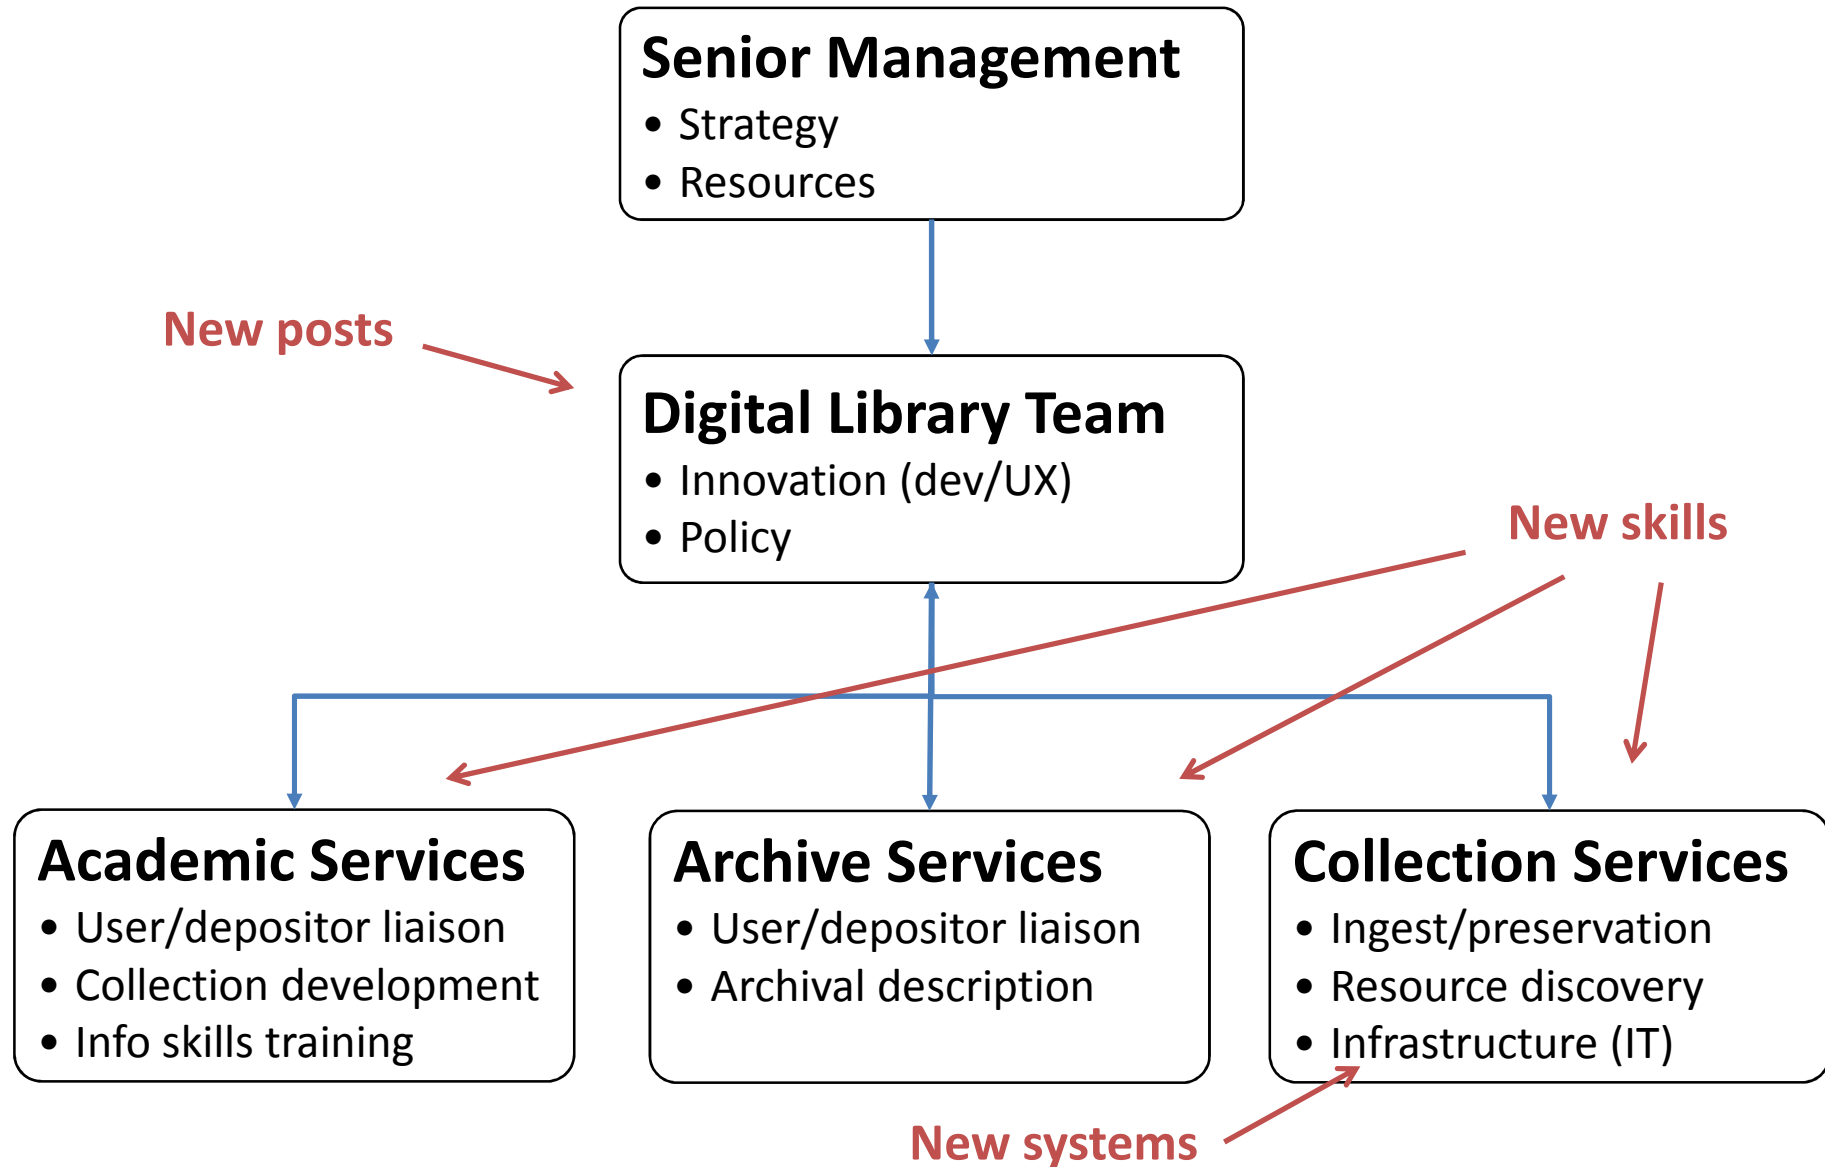 Senior Management
• Strategy
• Resources
New posts
Digital Library Team
• Innovation (dev/UX)
• Policy
New skills
Academic Services
• User/depositor liaison
• Collection development
• Info skills training
Archive Services
• User/depositor liaison
• Archival description
Collection Services
• Ingest/preservation
• Resource discovery
• Infrastructure (IT)
New systems